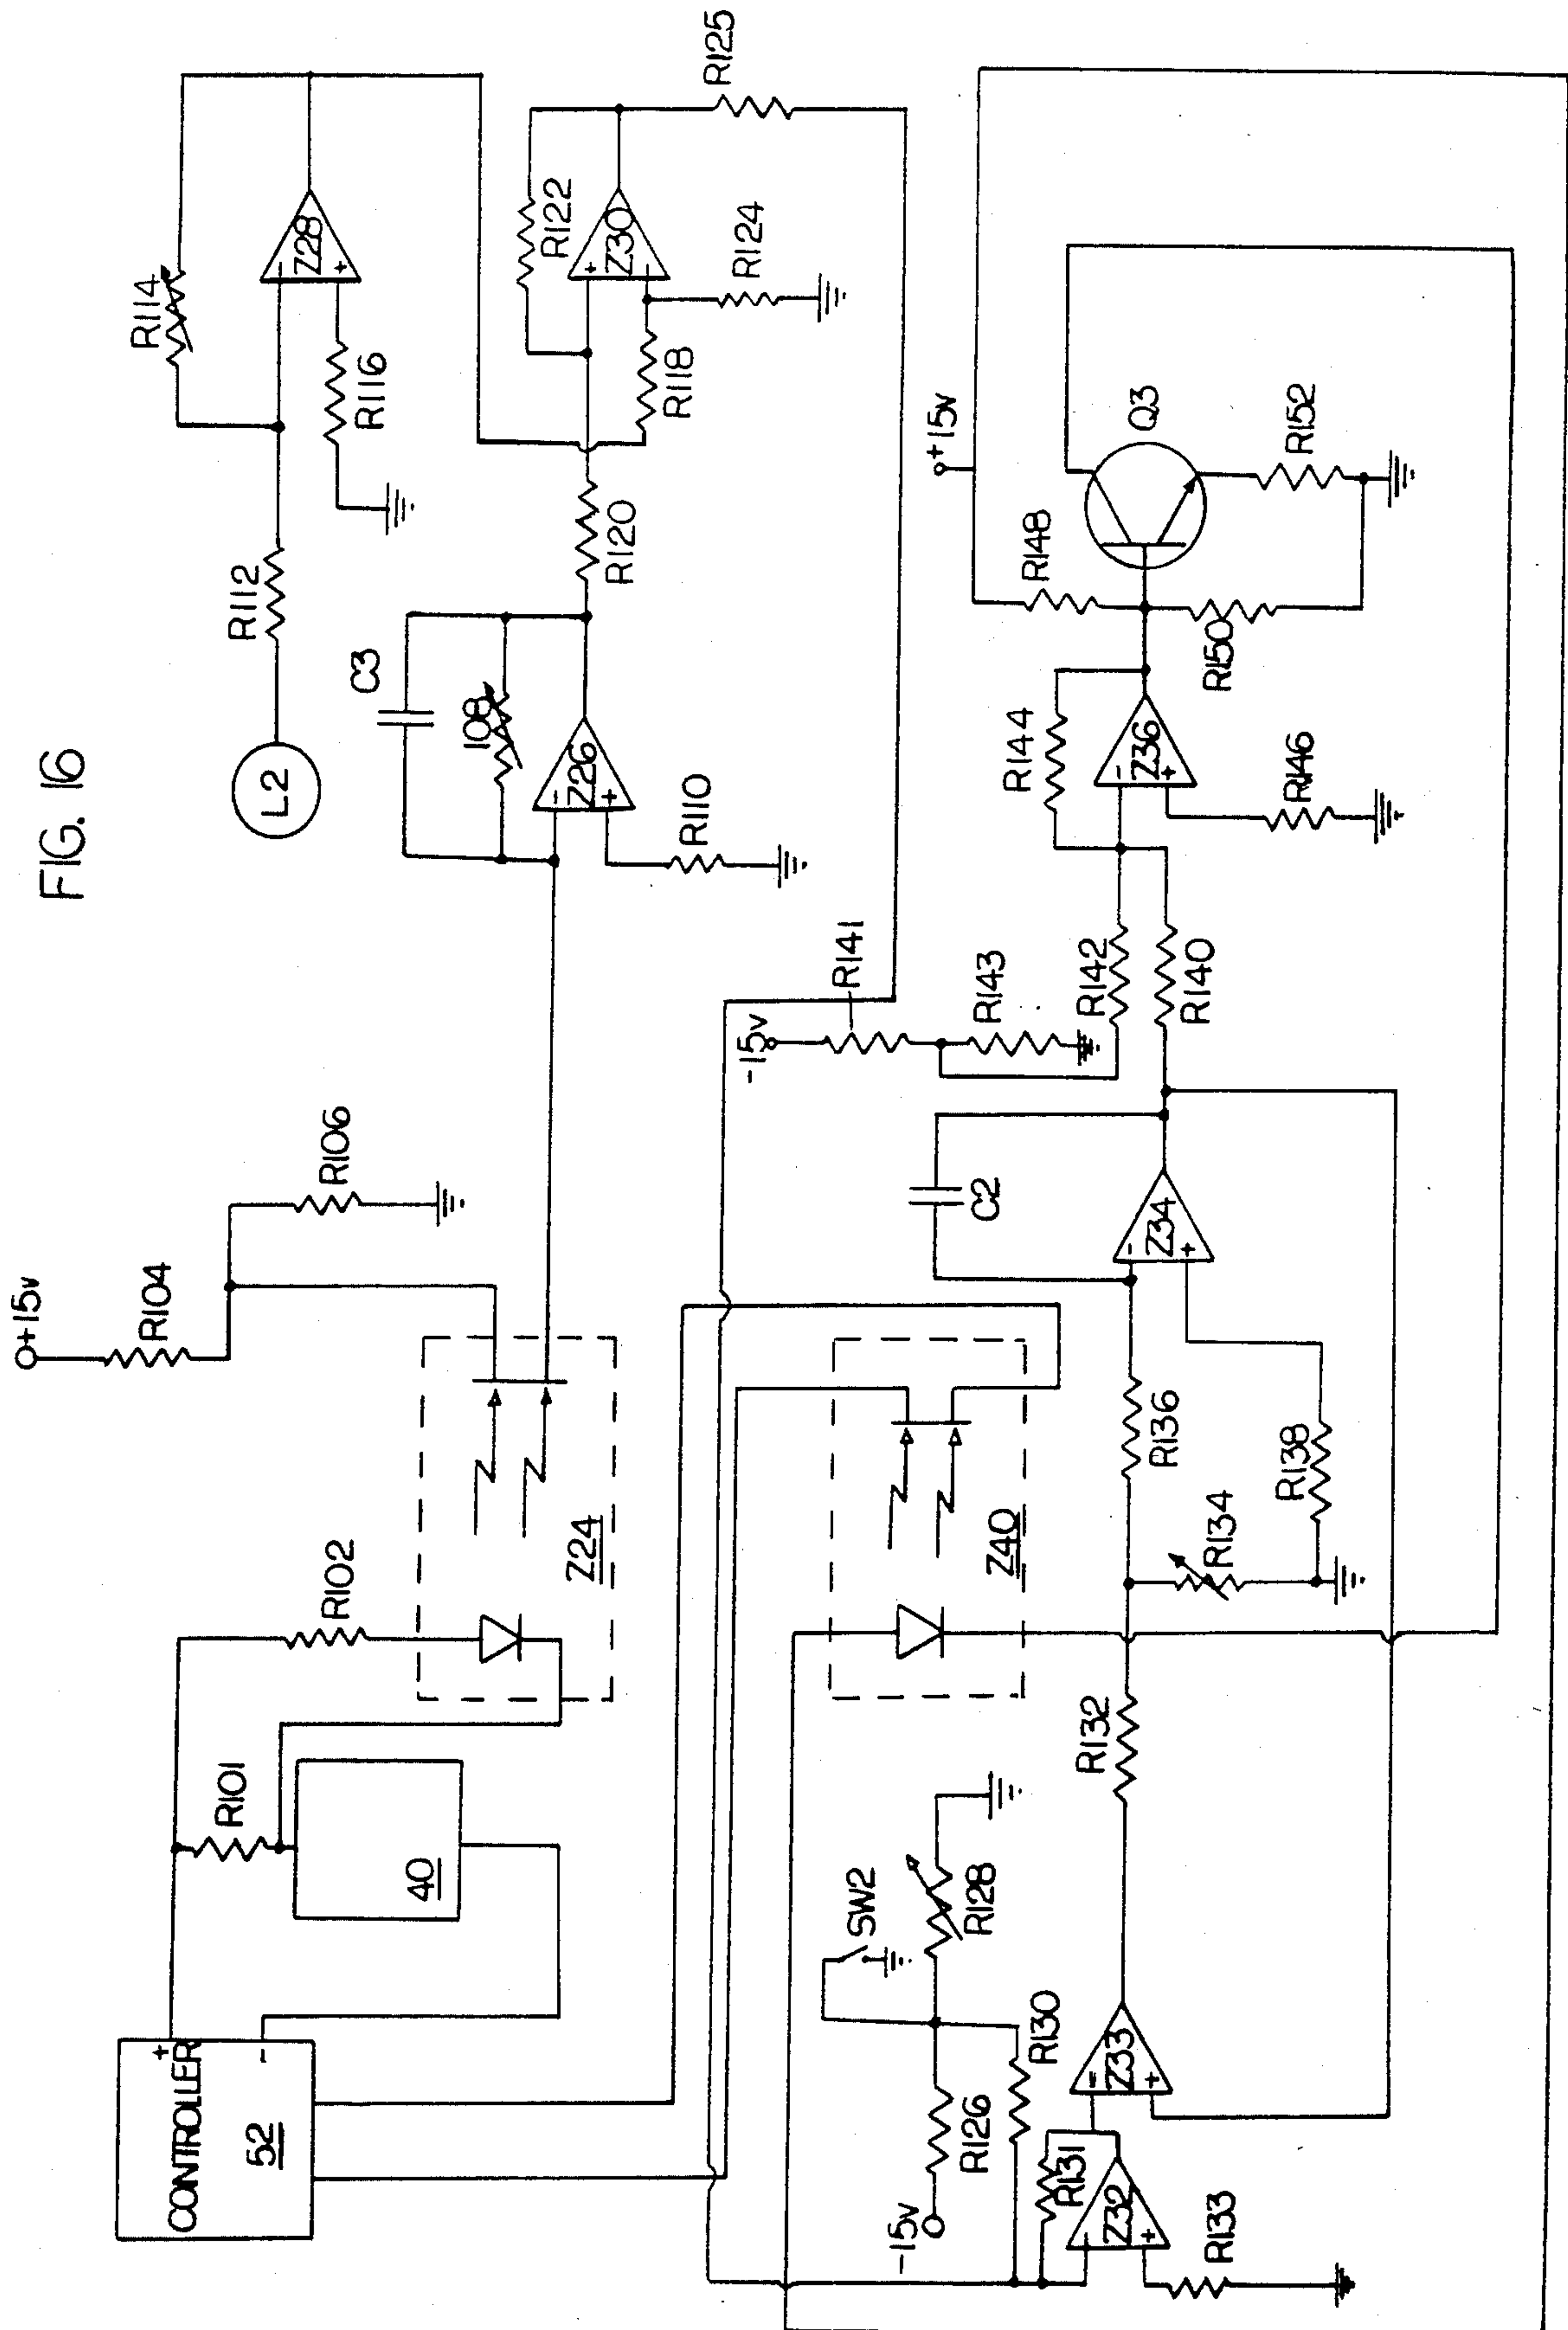 FIG. 16
+15v
R104
R106
CONTROLLER
52
+
-
R101
40
R102
Z24
L2
R112
R114
-
Z28
+
R116
C3
108
-
Z26
+
R110
R120
R122
+
Z30
-
R118
R124
R125
-15v
R126
SW2
R128
R130
R131
-
Z32
+
R133
-
Z33
+
R132
Z40
R134
R136
R138
C2
-
Z34
+
-15v
R141
R143
R142
R140
R144
-
Z36
+
R146
+15v
R148
R150
Q3
R152